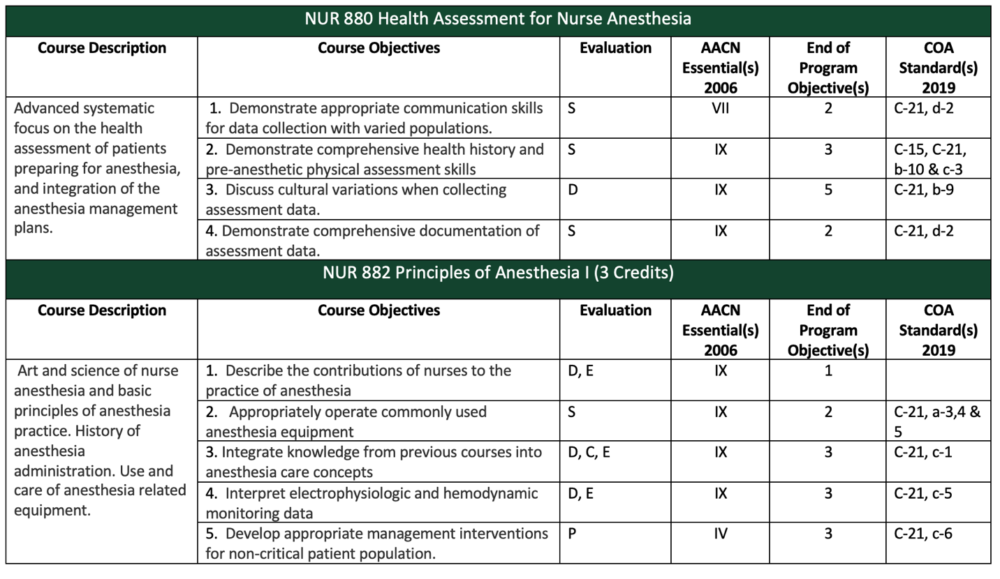 NUR 880 Health Assessment for Nurse Anesthesia
Course Description
Course Objectives
Evaluation
AACN
Essential(s)
2006
End of
Program
Objective(s)
COA
Standard(s)
2019
Advanced systematic
focus on the health
assessment of patients
preparing for anesthesia,
and integration of the
anesthesia management
plans.
1. Demonstrate appropriate communication skills
for data collection with varied populations.
S
VII
2
C-21, d-2
2. Demonstrate comprehensive health history and
pre-anesthetic physical assessment skills
S
IX
3
C-15, C-21,
b-10 & c-3
3. Discuss cultural variations when collecting
assessment data.
D
IX
5
C-21, b-9
4. Demonstrate comprehensive documentation of
assessment data.
S
IX
2
C-21, d-2
NUR 882 Principles of Anesthesia I (3 Credits)
Course Description
Course Objectives
Evaluation
AACN
Essential(s)
2006
End of
Program
Objective(s)
COA
Standard(s)
2019
Art and science of nurse
anesthesia and basic
principles of anesthesia
practice. History of
anesthesia
administration. Use and
care of anesthesia related
equipment.
1. Describe the contributions of nurses to the
practice of anesthesia
D, E
IX
1
2. Appropriately operate commonly used
anesthesia equipment
S
IX
2
C-21, a-3,4 &
5
3. Integrate knowledge from previous courses into
anesthesia care concepts
D, C, E
IX
3
C-21, c-1
4. Interpret electrophysiologic and hemodynamic
monitoring data
D, E
IX
3
C-21, c-5
5. Develop appropriate management interventions
for non-critical patient population.
P
IV
3
C-21, c-6